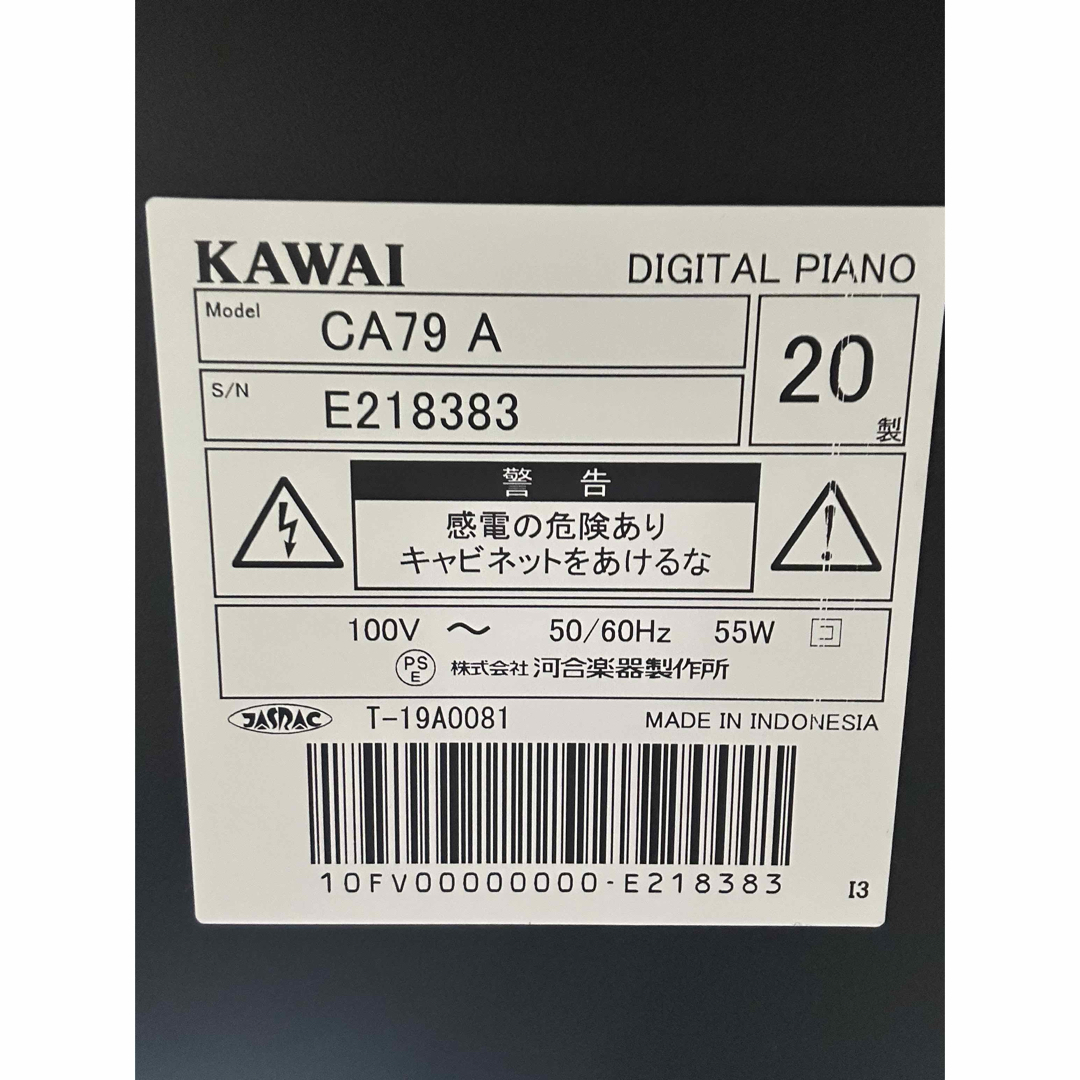 KAWAI DIGITAL PIANO
Model CA79 A
S/N E218383
20製
警告
感電の危険あり
キャビネットをあけるな
100V ～ 50/60Hz 55W
PS
E 株式会社 河合楽器製作所
JASRAC T-19A0081 MADE IN INDONESIA
10FV00000000-E218383
I3